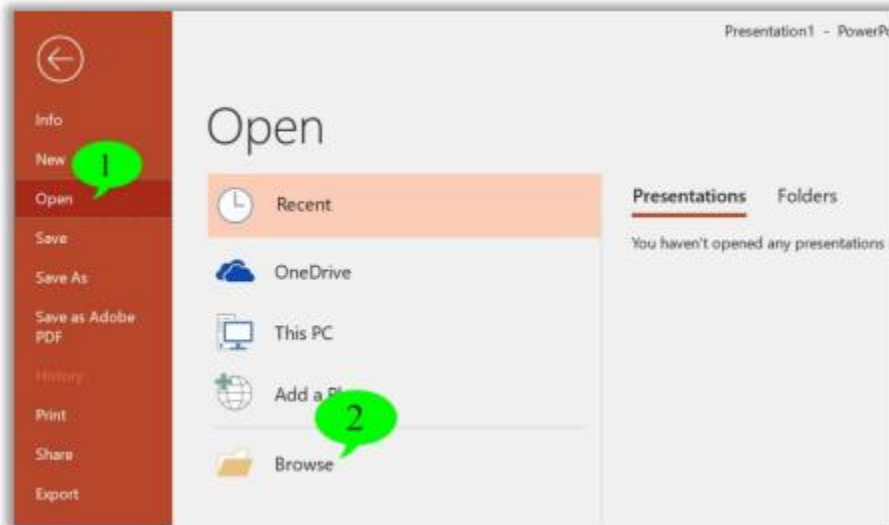 Presentation1 - PowerPo
Info
New
1
Open
Save
Save As
Save as Adobe
PDF
History
Print
Share
Export
Open
Recent
OneDrive
This PC
Add a Pl
2
Browse
Presentations Folders
You haven't opened any presentations